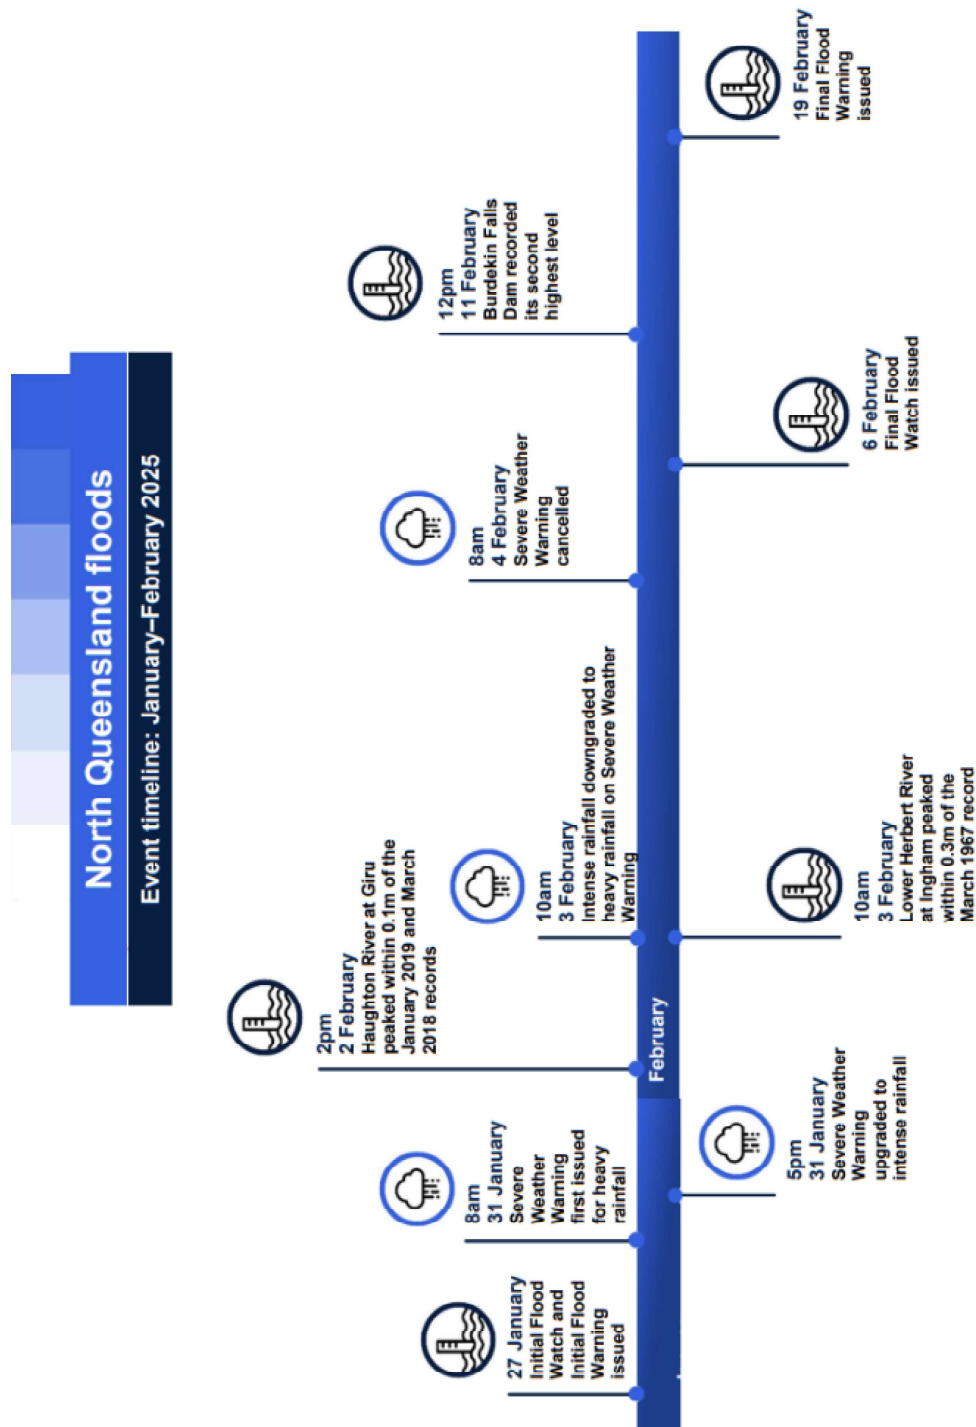 North Queensland floods
Event timeline: January–February 2025
27 January
Initial Flood
Watch and
Initial Flood
Warning
issued
8am
31 January
Severe
Weather
Warning
first issued
for heavy
rainfall
5pm
31 January
Severe Weather
Warning
upgraded to
intense rainfall
February
2pm
2 February
Haughton River at Giru
peaked within 0.1m of the
January 2019 and March
2018 records
10am
3 February
Intense rainfall downgraded to
heavy rainfall on Severe Weather
Warning
10am
3 February
Lower Herbert River
at Ingham peaked
within 0.3m of the
March 1967 record
8am
4 February
Severe Weather
Warning
cancelled
6 February
Final Flood
Watch issued
12pm
11 February
Burdekin Falls
Dam recorded
its second
highest level
19 February
Final Flood
Warning
issued